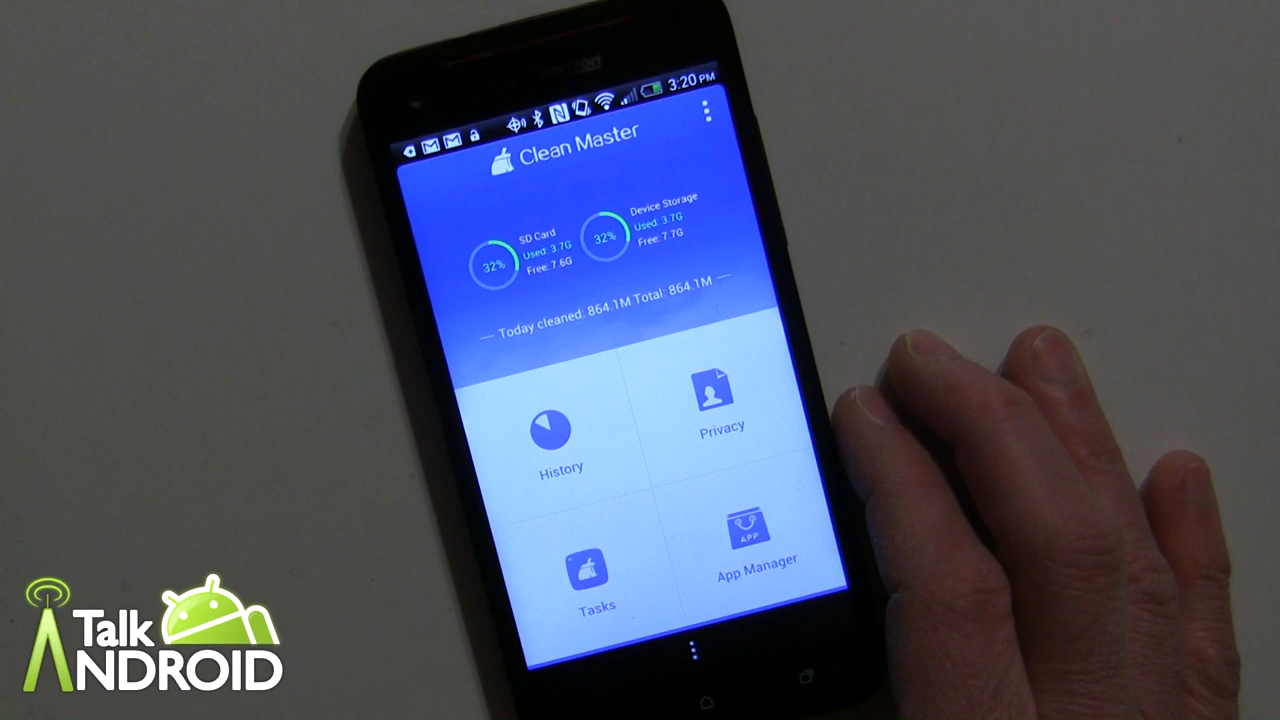 verizon
3:20 PM
Clean Master
SD Card
Used: 3.7G
Free: 7.6G
32%
Device Storage
Used: 3.7G
Free: 7.7G
32%
— Today cleaned: 864.1M Total: 864.1M —
History
Privacy
Tasks
APP
App Manager
Talk
ANDROID